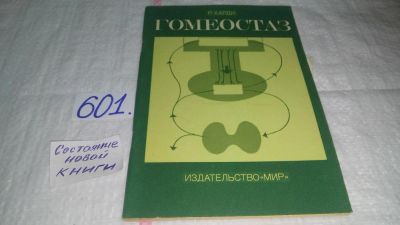 Р. ХАРДИ
ГОМЕОСТАЗ
601.
Состояние
новой
книги
ИЗДАТЕЛЬСТВО «МИР»